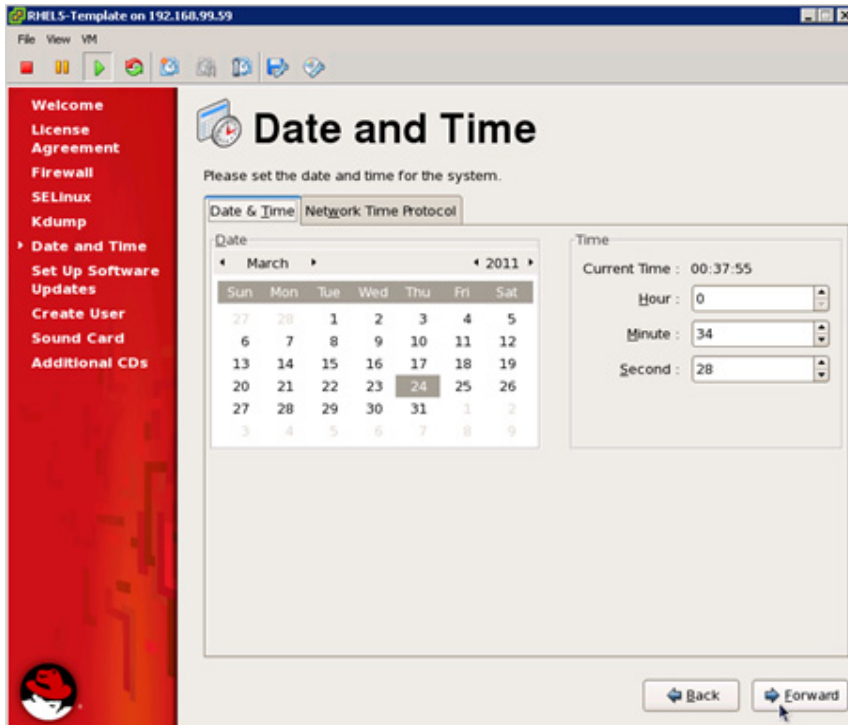 RHEL5-Template on 192.168.99.59
File View VM
Welcome
License
Agreement
Firewall
SELinux
Kdump
Date and Time
Set Up Software
Updates
Create User
Sound Card
Additional CDs
Date and Time
Please set the date and time for the system.
Date & Time Network Time Protocol
Date
March 2011
Sun Mon Tue Wed Thu Fri Sat
27 28 1 2 3 4 5
6 7 8 9 10 11 12
13 14 15 16 17 18 19
20 21 22 23 24 25 26
27 28 29 30 31 1 2
3 4 5 6 7 8 9
Time
Current Time : 00:37:55
Hour : 0
Minute : 34
Second : 28
Back Forward